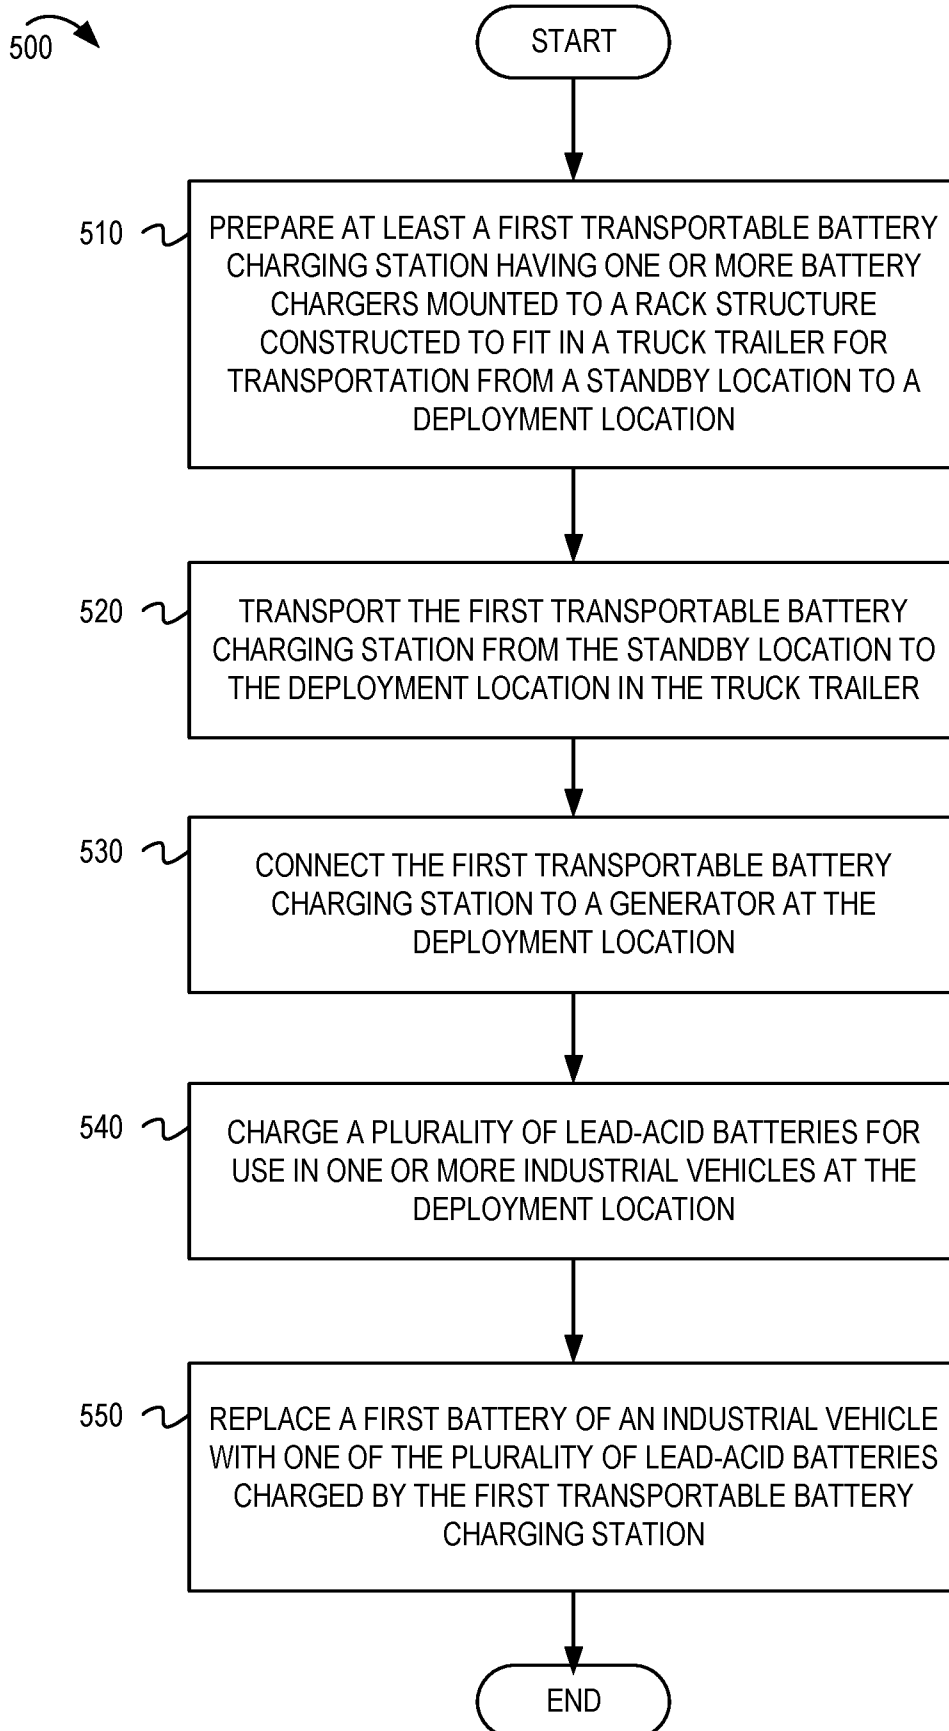 500
START
510
PREPARE AT LEAST A FIRST TRANSPORTABLE BATTERY
CHARGING STATION HAVING ONE OR MORE BATTERY
CHARGERS MOUNTED TO A RACK STRUCTURE
CONSTRUCTED TO FIT IN A TRUCK TRAILER FOR
TRANSPORTATION FROM A STANDBY LOCATION TO A
DEPLOYMENT LOCATION
520
TRANSPORT THE FIRST TRANSPORTABLE BATTERY
CHARGING STATION FROM THE STANDBY LOCATION TO
THE DEPLOYMENT LOCATION IN THE TRUCK TRAILER
530
CONNECT THE FIRST TRANSPORTABLE BATTERY
CHARGING STATION TO A GENERATOR AT THE
DEPLOYMENT LOCATION
540
CHARGE A PLURALITY OF LEAD-ACID BATTERIES FOR
USE IN ONE OR MORE INDUSTRIAL VEHICLES AT THE
DEPLOYMENT LOCATION
550
REPLACE A FIRST BATTERY OF AN INDUSTRIAL VEHICLE
WITH ONE OF THE PLURALITY OF LEAD-ACID BATTERIES
CHARGED BY THE FIRST TRANSPORTABLE BATTERY
CHARGING STATION
END